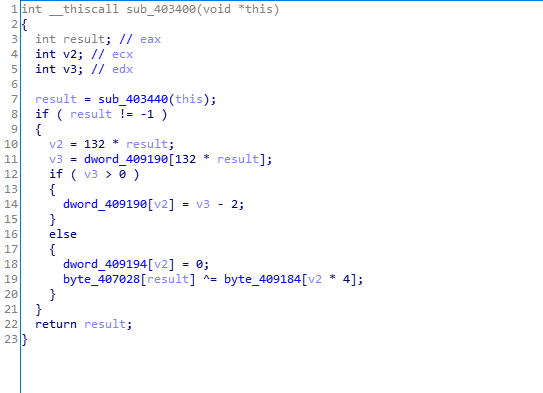 1 int __thiscall sub_403400(void *this)
2 {
3   int result; // eax
4   int v2; // ecx
5   int v3; // edx
6
7   result = sub_403440(this);
8   if ( result != -1 )
9   {
10     v2 = 132 * result;
11     v3 = dword_409190[132 * result];
12     if ( v3 > 0 )
13     {
14       dword_409190[v2] = v3 - 2;
15     }
16     else
17     {
18       dword_409194[v2] = 0;
19       byte_407028[result] ^= byte_409184[v2 * 4];
20     }
21   }
22   return result;
23 }